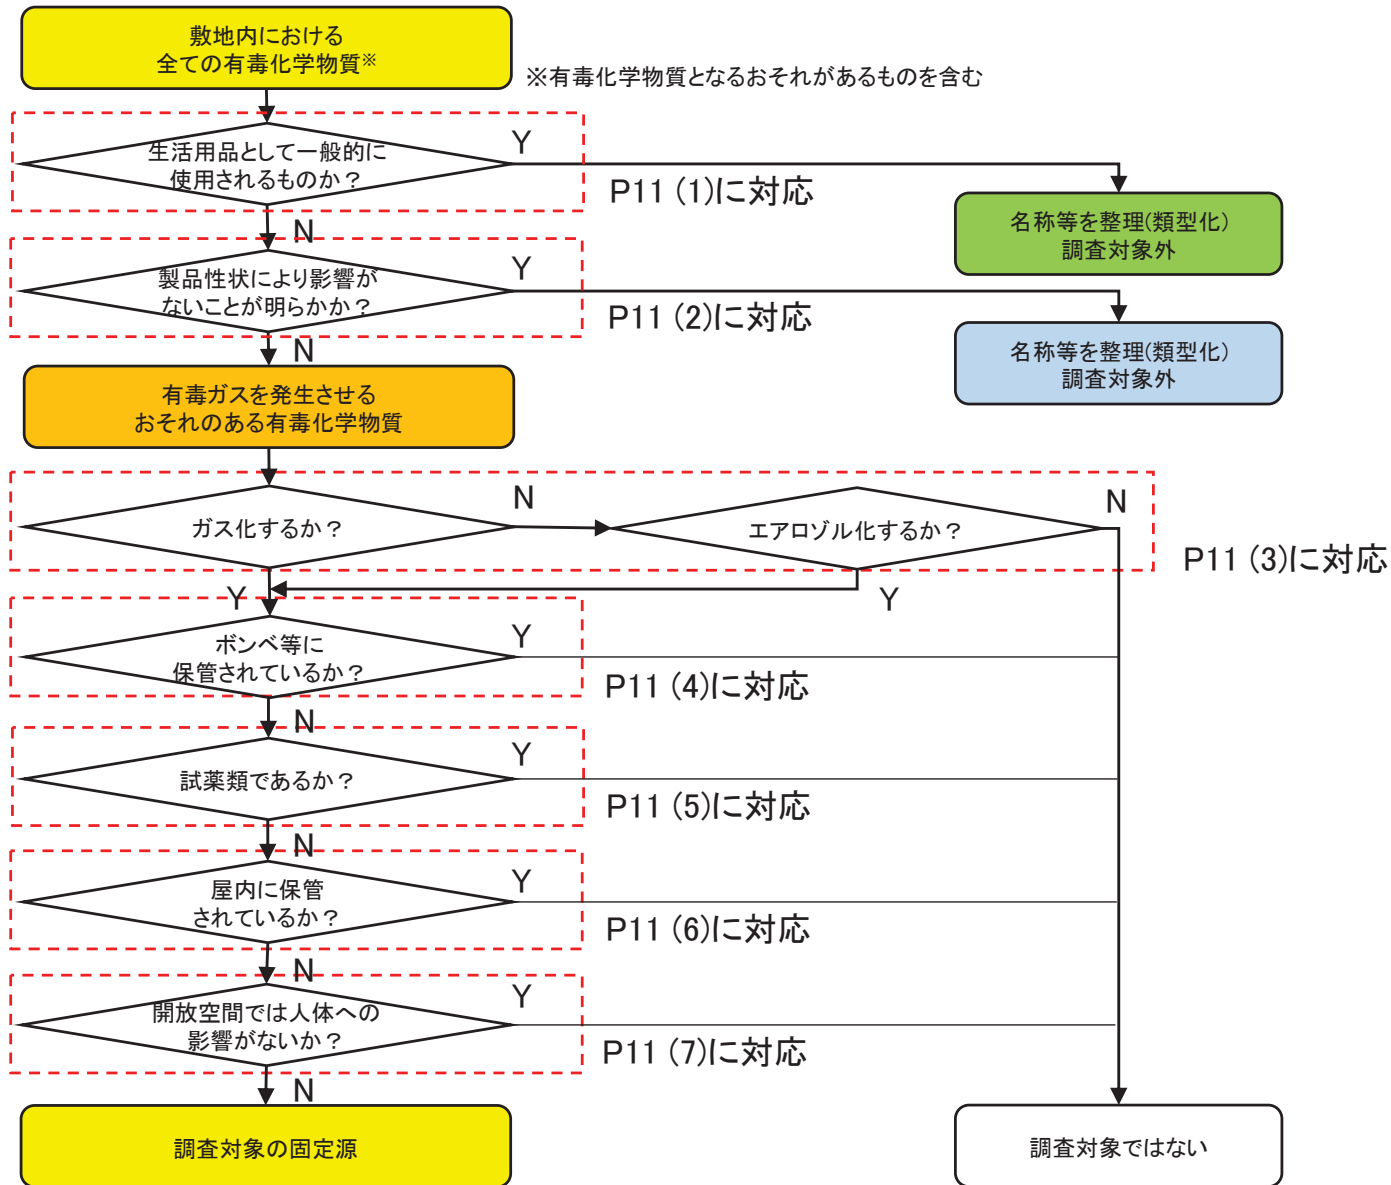 敷地内における
全ての有毒化学物質※
※有毒化学物質となるおそれがあるものを含む
生活用品として一般的に
使用されるものか？
Y
P11 (1)に対応
名称等を整理(類型化)
調査対象外
N
製品性状により影響が
ないことが明らかか？
Y
P11 (2)に対応
名称等を整理(類型化)
調査対象外
N
有毒ガスを発生させる
おそれのある有毒化学物質
ガス化するか？
N
エアロゾル化するか？
N
P11 (3)に対応
Y
Y
ボンベ等に
保管されているか？
Y
P11 (4)に対応
N
試薬類であるか？
Y
P11 (5)に対応
N
屋内に保管
されているか？
Y
P11 (6)に対応
N
開放空間では人体への
影響がないか？
Y
P11 (7)に対応
N
調査対象の固定源
調査対象ではない